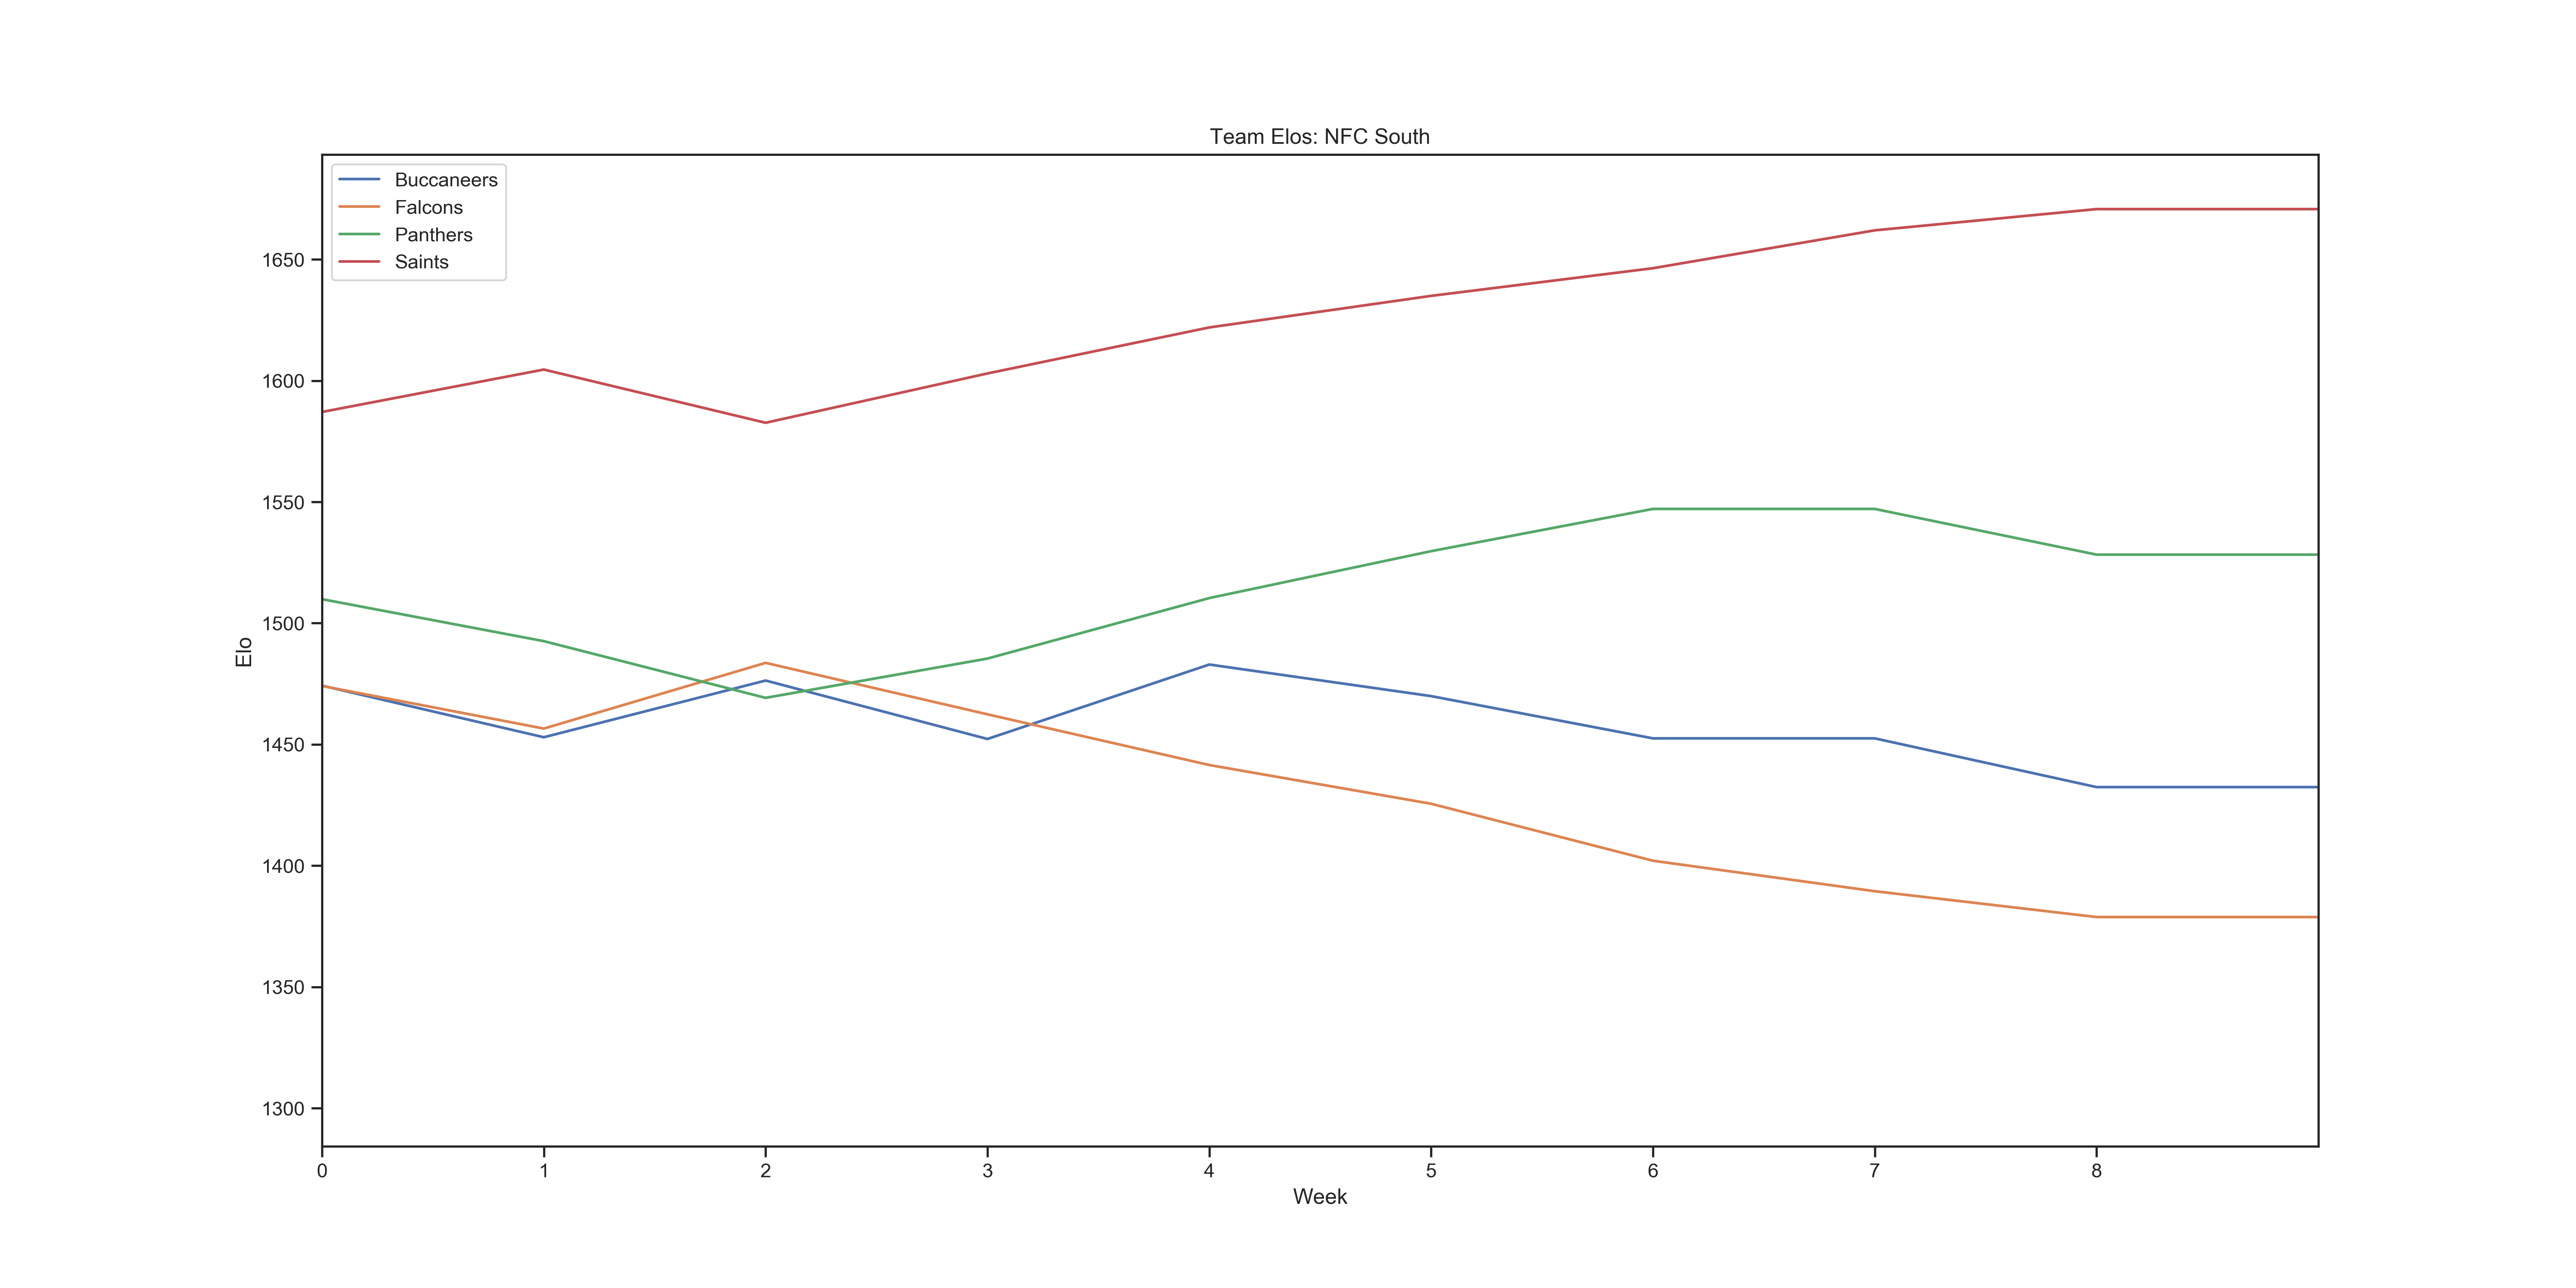 Team Elos: NFC South
Buccaneers
Falcons
Panthers
Saints
1650
1600
1550
1500
1450
1400
1350
1300
Elo
0 1 2 3 4 5 6 7 8
Week